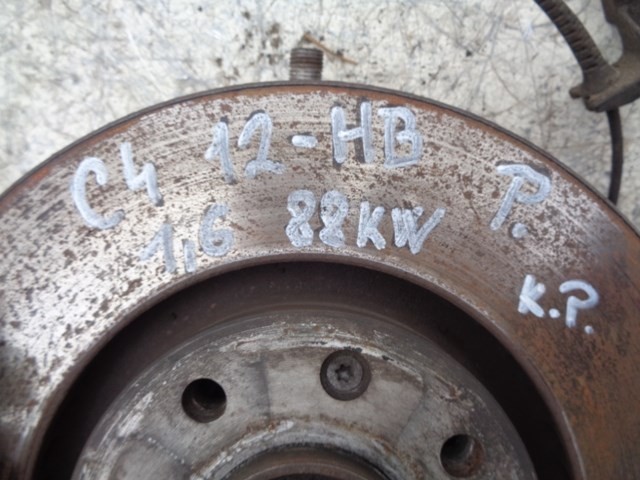 C4 12-HB P.
1,6 88KW
K.P.